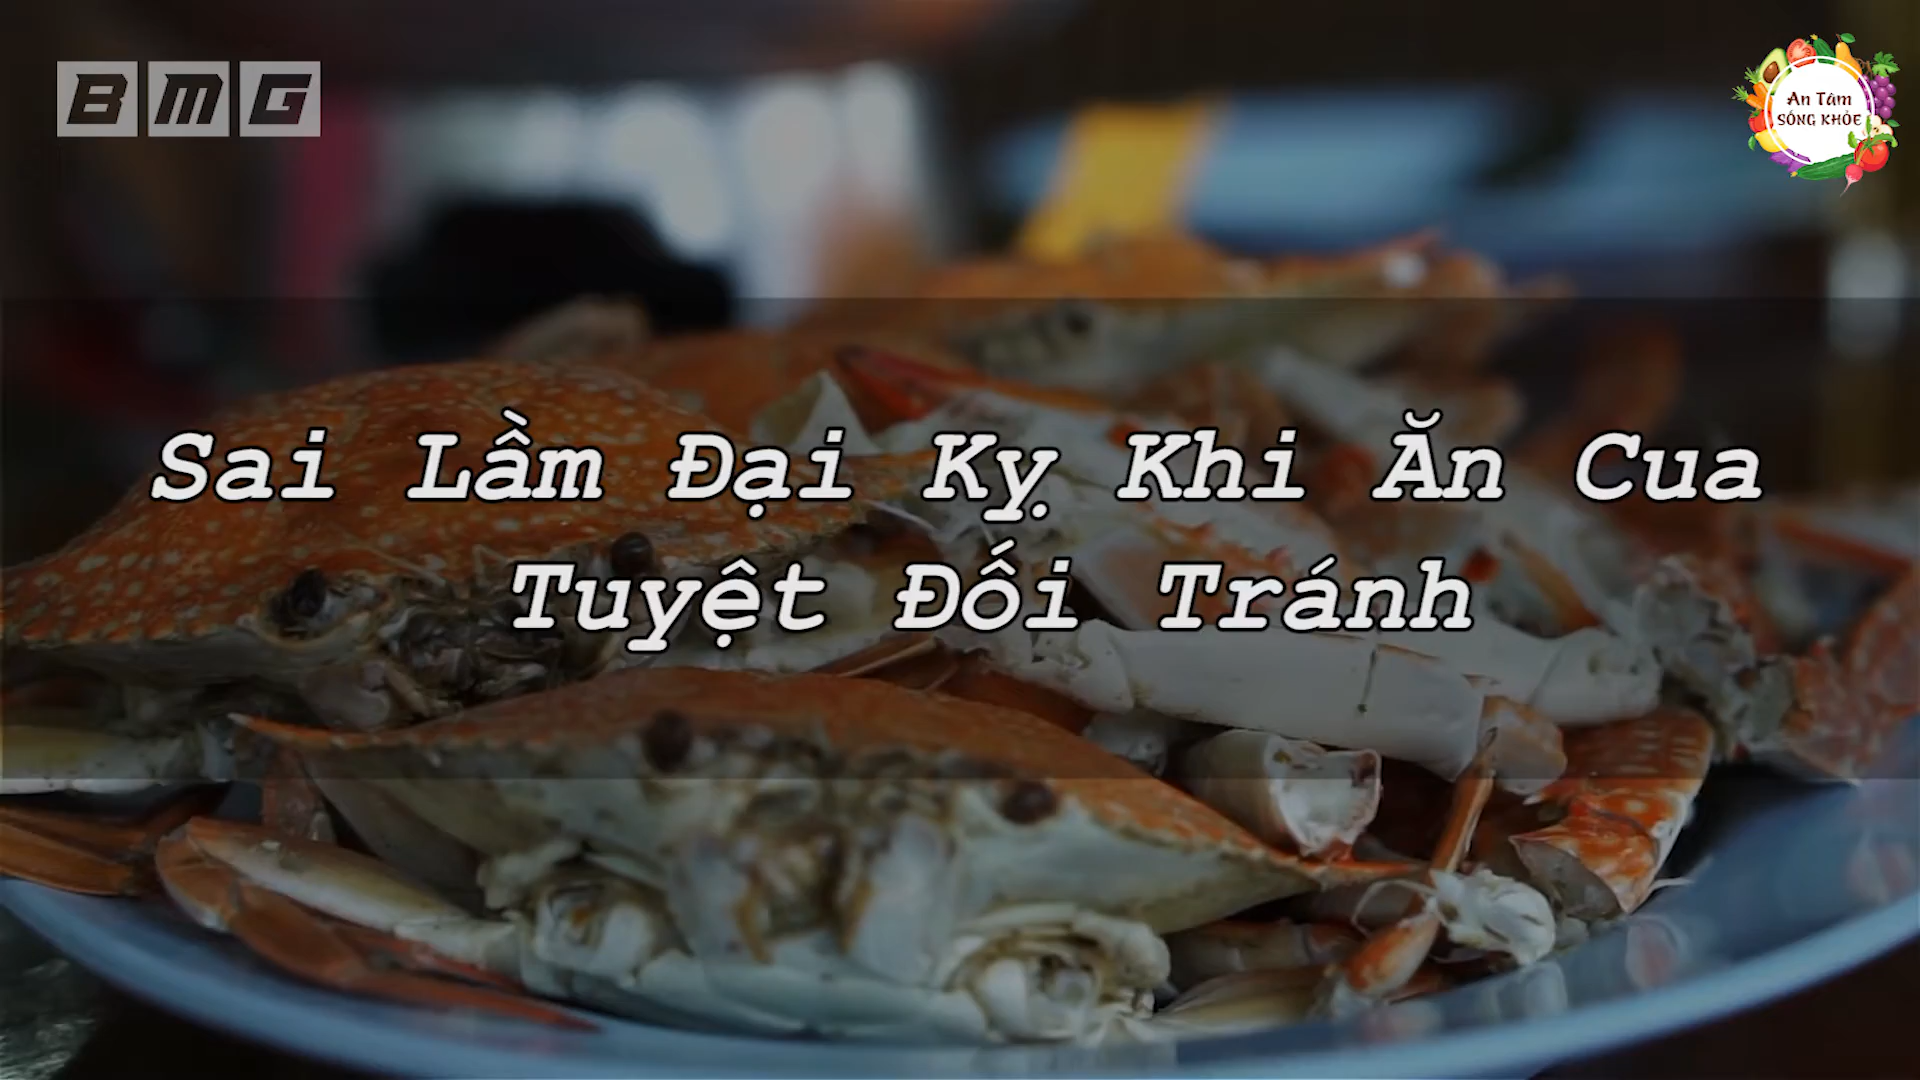 BMG
An Tâm
SỐNG KHỎE
Sai Lầm Đại Kỵ Khi Ăn Cua
Tuyệt Đối Tránh